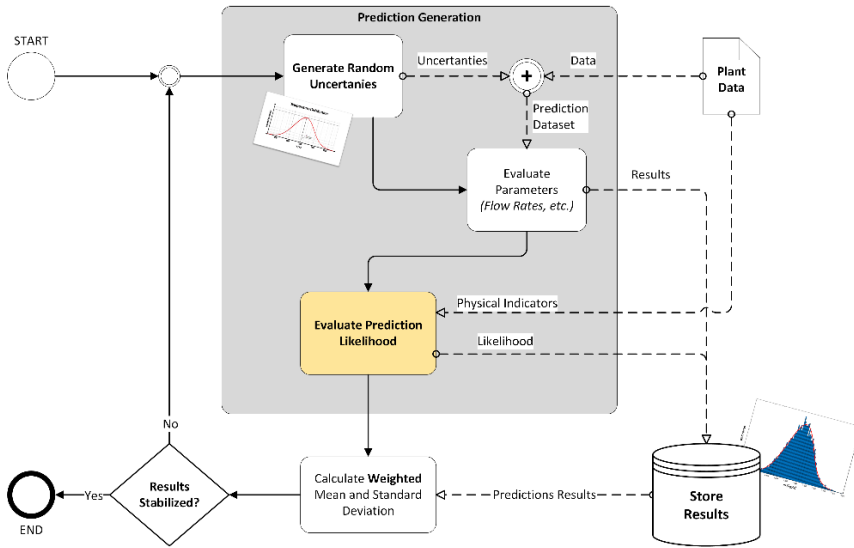 Prediction Generation
START
Generate Random
Uncertanies
Uncertanties
+
Data
Plant
Data
Prediction
Dataset
Evaluate
Parameters
(Flow Rates, etc.)
Results
Physical Indicators
Evaluate Prediction
Likelihood
Likelihood
No
Results
Stabilized?
Yes
END
Calculate Weighted
Mean and Standard
Deviation
Predictions Results
Store
Results